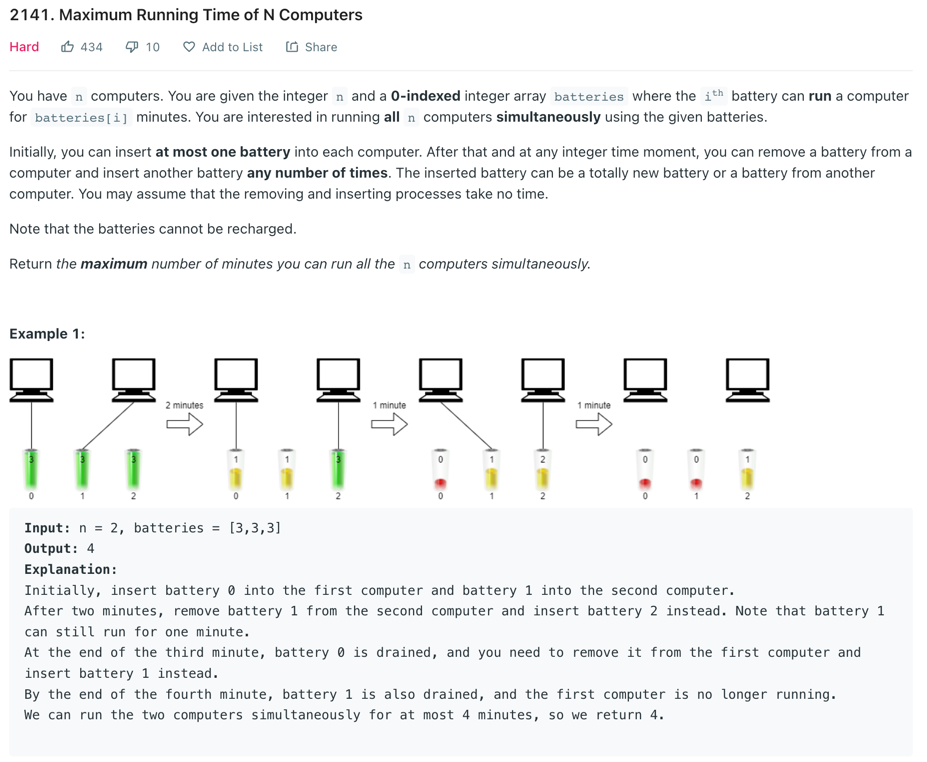 2141. Maximum Running Time of N Computers
Hard 434 10 Add to List Share
You have n computers. You are given the integer n and a 0-indexed integer array batteries where the ith battery can run a computer
for batteries[i] minutes. You are interested in running all n computers simultaneously using the given batteries.
Initially, you can insert at most one battery into each computer. After that and at any integer time moment, you can remove a battery from a
computer and insert another battery any number of times. The inserted battery can be a totally new battery or a battery from another
computer. You may assume that the removing and inserting processes take no time.
Note that the batteries cannot be recharged.
Return the maximum number of minutes you can run all the n computers simultaneously.
Example 1:
2 minutes 1 minute 1 minute
3 3 3 1 1 3 0 1 2 0 0 1
0 1 2 0 1 2 0 1 2 0 1 2
Input: n = 2, batteries = [3,3,3]
Output: 4
Explanation:
Initially, insert battery 0 into the first computer and battery 1 into the second computer.
After two minutes, remove battery 1 from the second computer and insert battery 2 instead. Note that battery 1
can still run for one minute.
At the end of the third minute, battery 0 is drained, and you need to remove it from the first computer and
insert battery 1 instead.
By the end of the fourth minute, battery 1 is also drained, and the first computer is no longer running.
We can run the two computers simultaneously for at most 4 minutes, so we return 4.